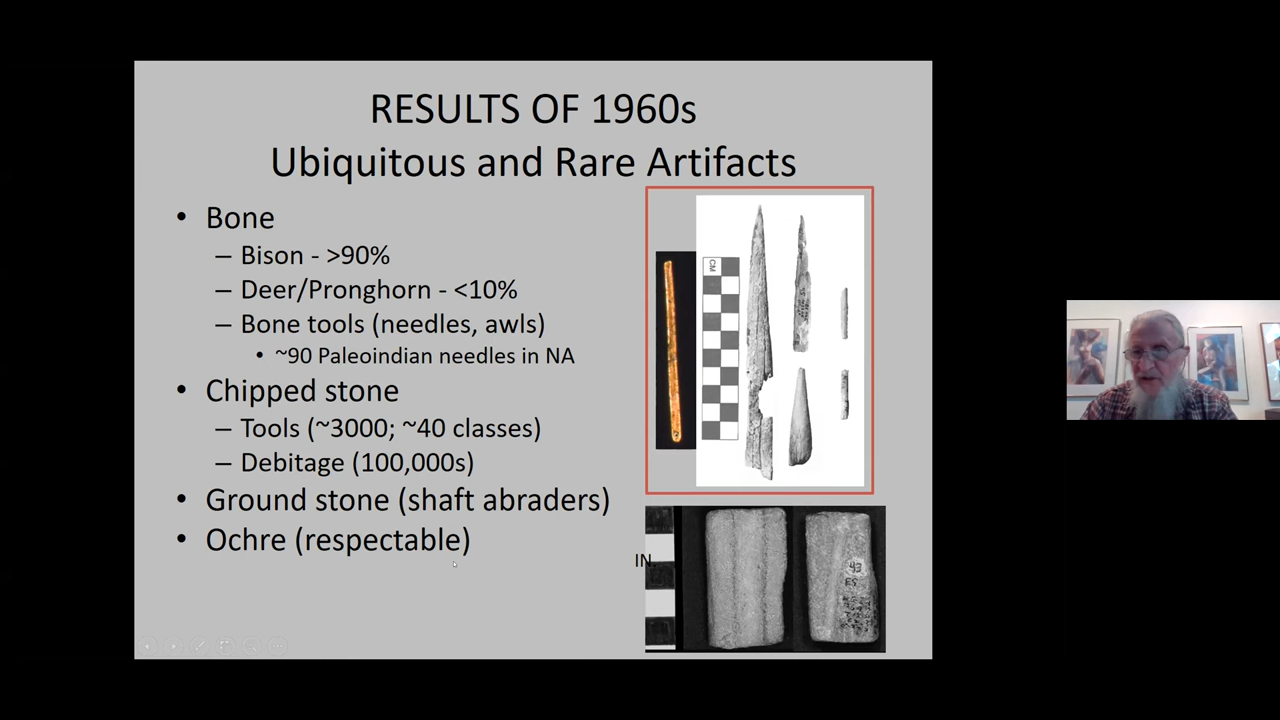 RESULTS OF 1960s
Ubiquitous and Rare Artifacts
• Bone
– Bison - >90%
– Deer/Pronghorn - <10%
– Bone tools (needles, awls)
• ~90 Paleoindian needles in NA
• Chipped stone
– Tools (~3000; ~40 classes)
– Debitage (100,000s)
• Ground stone (shaft abraders)
• Ochre (respectable)
CM
IN.
43